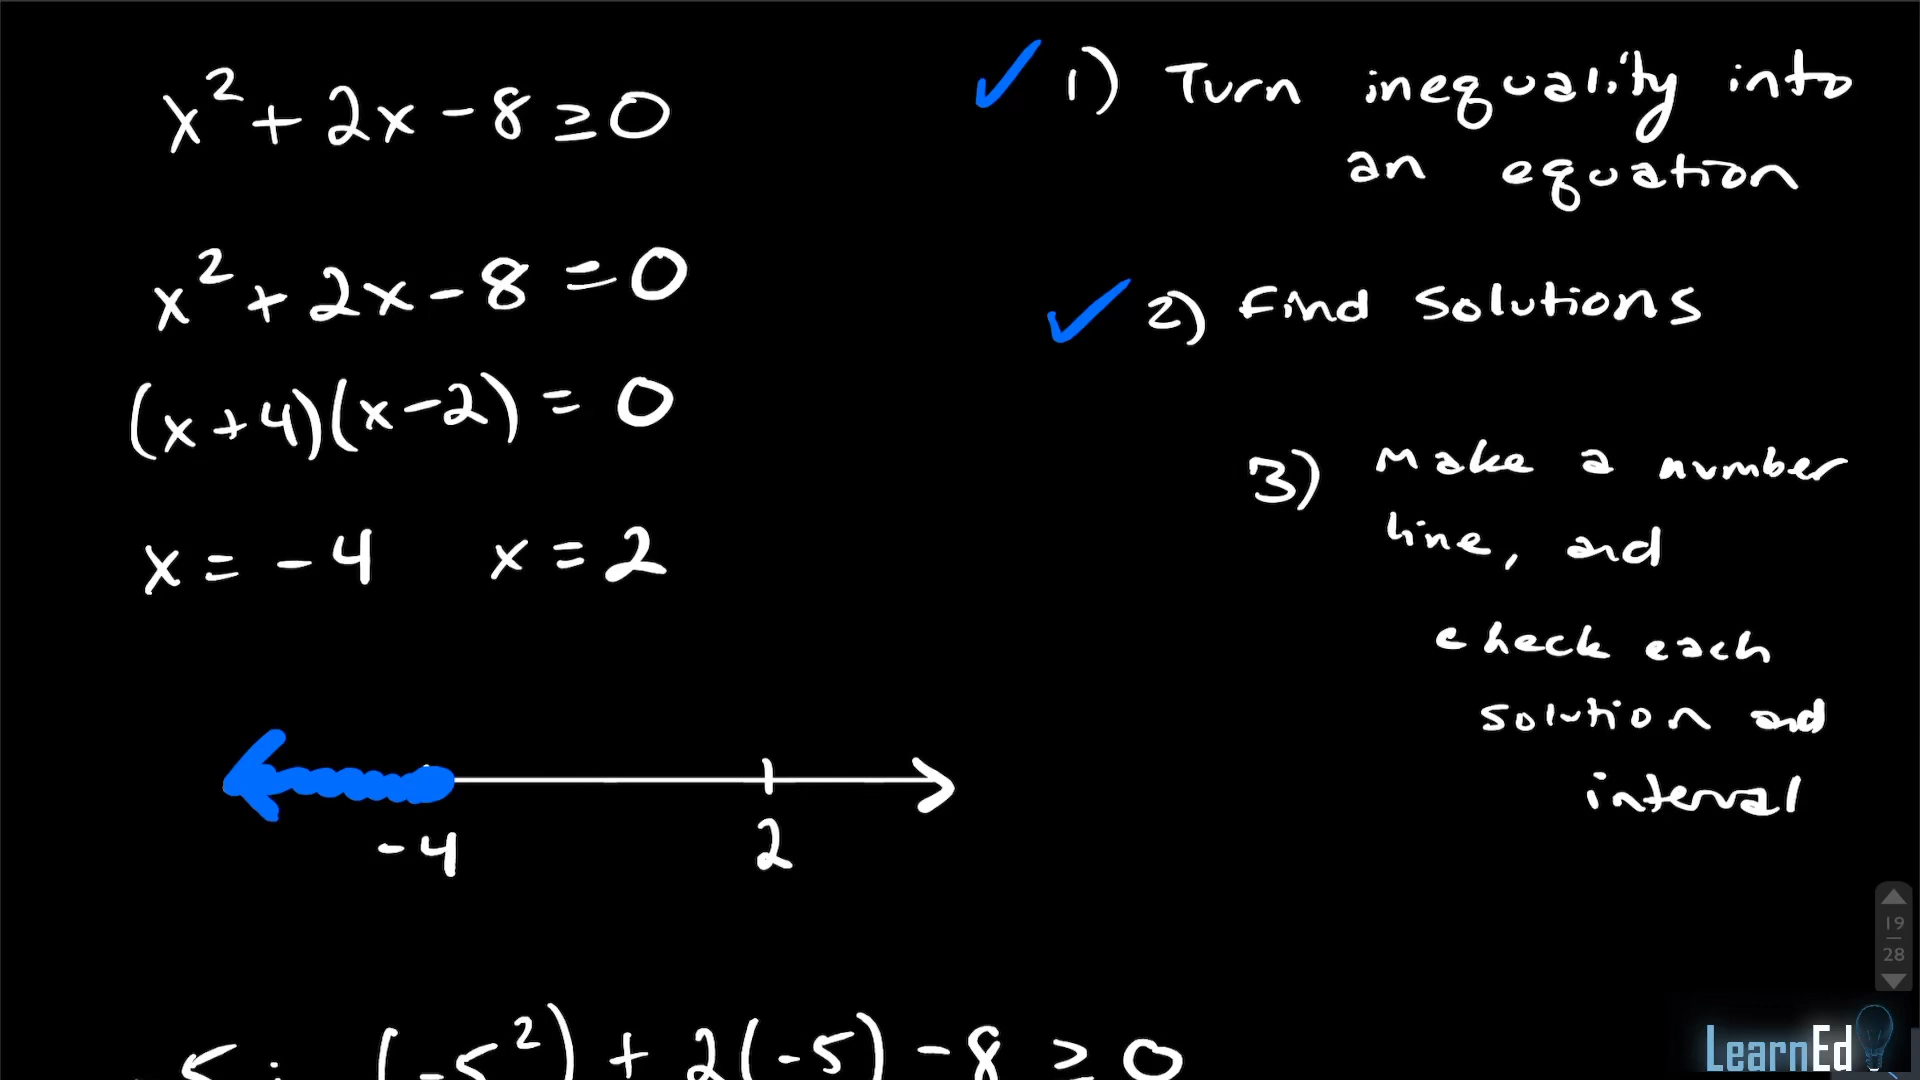 x² + 2x - 8 ≥ 0
x² + 2x - 8 = 0
(x + 4)(x - 2) = 0
x = -4 x = 2
-4 2
-5: (-5²) + 2(-5) - 8 ≥ 0
1) Turn inequality into
an equation
2) Find Solutions
3) Make a number
line, and
check each
solution and
interval
19
28
LearnEd